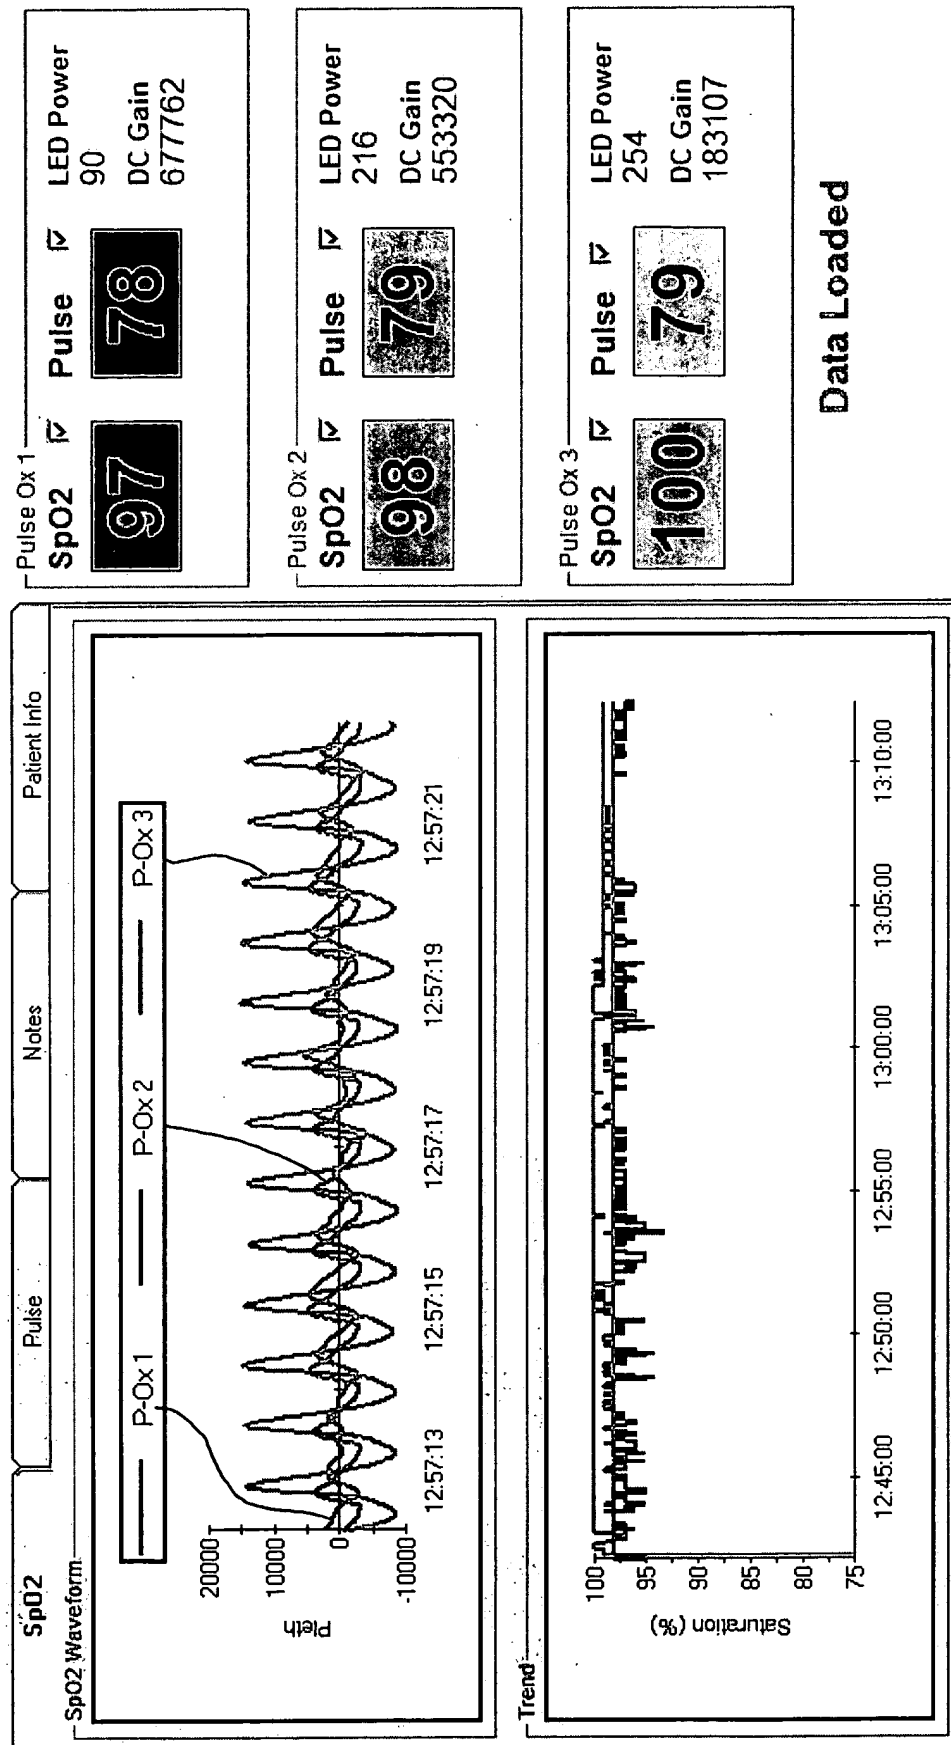 SpO2
Pulse
Notes
Patient Info
SpO2 Waveform
P-Ox 1
P-Ox 2
P-Ox 3
Pleth
20000
10000
0
-10000
12:57:13
12:57:15
12:57:17
12:57:19
12:57:21
Trend
Saturation (%)
100
95
90
85
80
75
12:45:00
12:50:00
12:55:00
13:00:00
13:05:00
13:10:00
Pulse Ox 1
SpO2
Pulse
LED Power
97
78
90
DC Gain
677762
Pulse Ox 2
SpO2
Pulse
LED Power
98
79
216
DC Gain
553320
Pulse Ox 3
SpO2
Pulse
LED Power
100
79
254
DC Gain
183107
Data Loaded